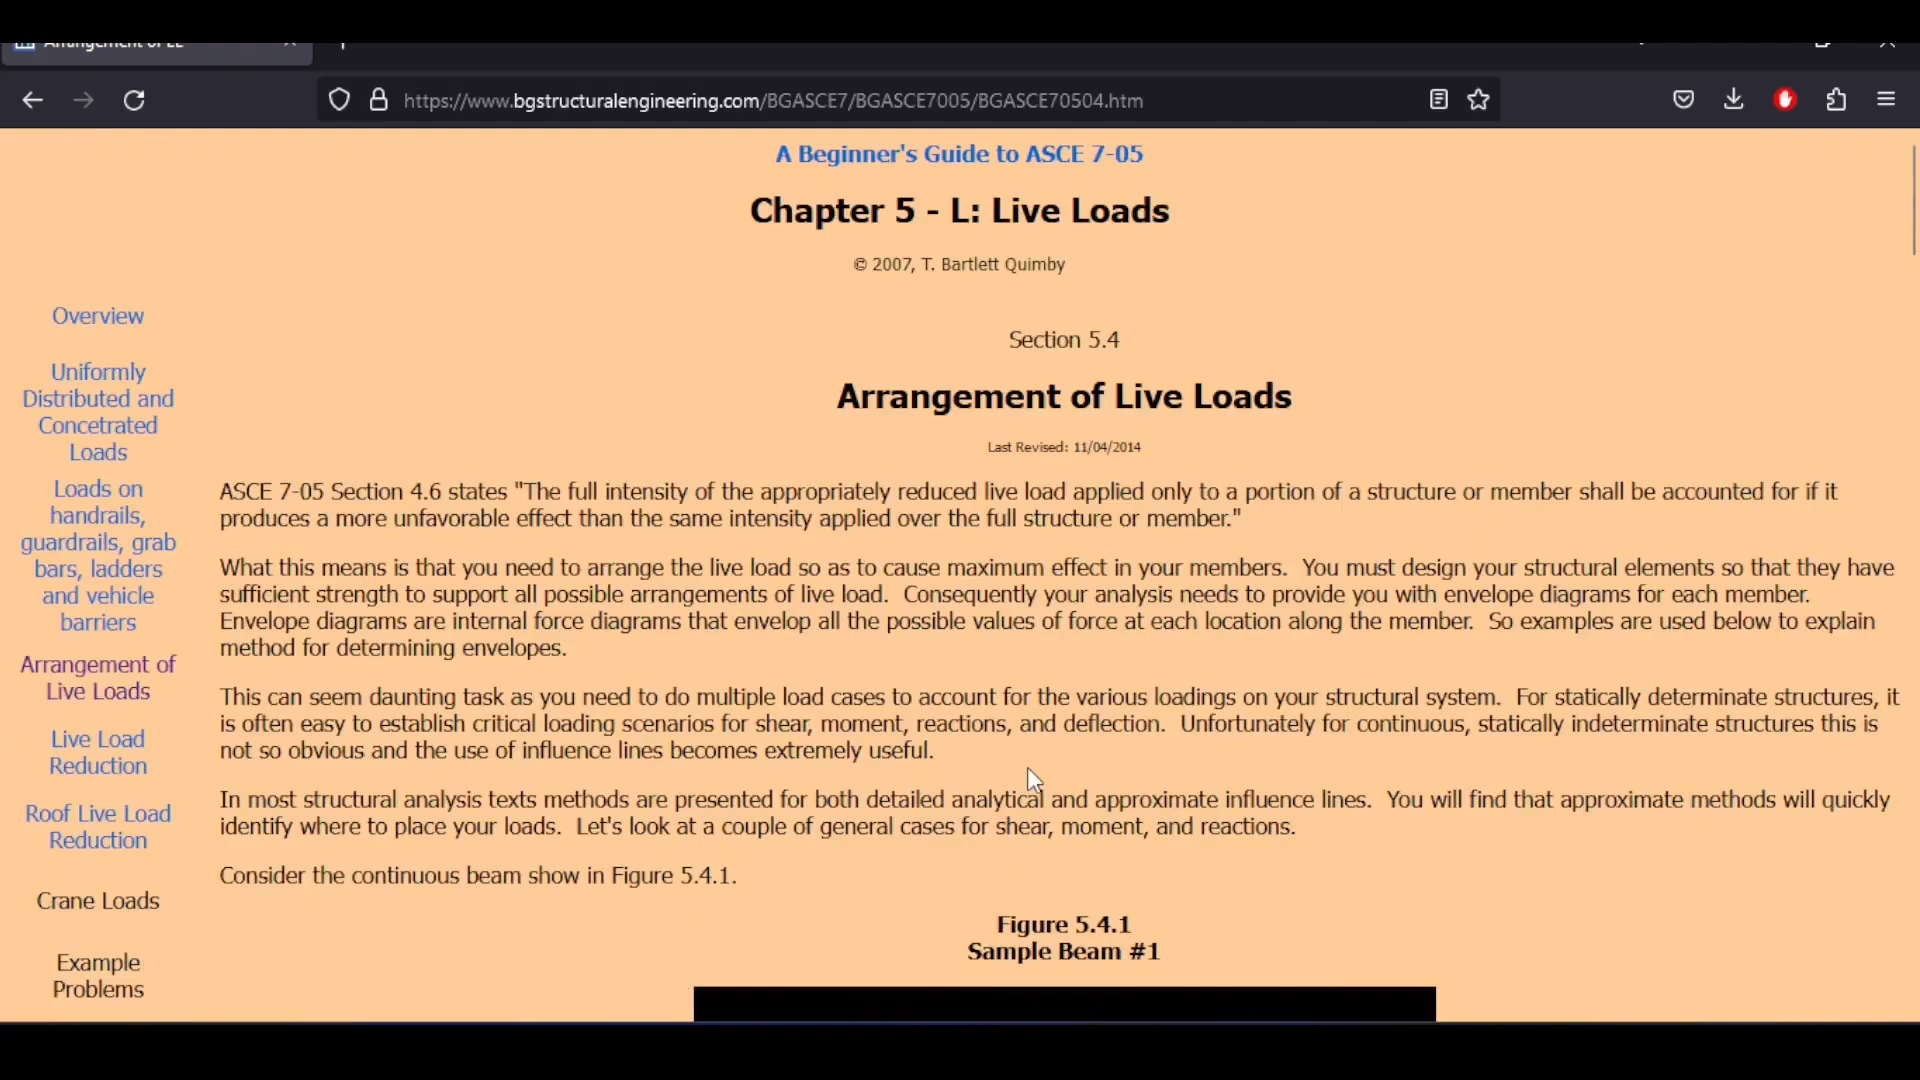 https://www.bgstructuralengineering.com/BGASCE7/BGASCE7005/BGASCE70504.htm
A Beginner's Guide to ASCE 7-05
Chapter 5 - L: Live Loads
© 2007, T. Bartlett Quimby
Overview
Uniformly
Distributed and
Concetrated
Loads
Loads on
handrails,
guardrails, grab
bars, ladders
and vehicle
barriers
Arrangement of
Live Loads
Live Load
Reduction
Roof Live Load
Reduction
Crane Loads
Example
Problems
Section 5.4
Arrangement of Live Loads
Last Revised: 11/04/2014
ASCE 7-05 Section 4.6 states "The full intensity of the appropriately reduced live load applied only to a portion of a structure or member shall be accounted for if it
produces a more unfavorable effect than the same intensity applied over the full structure or member."
What this means is that you need to arrange the live load so as to cause maximum effect in your members.  You must design your structural elements so that they have
sufficient strength to support all possible arrangements of live load.  Consequently your analysis needs to provide you with envelope diagrams for each member.
Envelope diagrams are internal force diagrams that envelop all the possible values of force at each location along the member.  So examples are used below to explain
method for determining envelopes.
This can seem daunting task as you need to do multiple load cases to account for the various loadings on your structural system.  For statically determinate structures, it
is often easy to establish critical loading scenarios for shear, moment, reactions, and deflection.  Unfortunately for continuous, statically indeterminate structures this is
not so obvious and the use of influence lines becomes extremely useful.
In most structural analysis texts methods are presented for both detailed analytical and approximate influence lines.  You will find that approximate methods will quickly
identify where to place your loads.  Let's look at a couple of general cases for shear, moment, and reactions.
Consider the continuous beam show in Figure 5.4.1.
Figure 5.4.1
Sample Beam #1